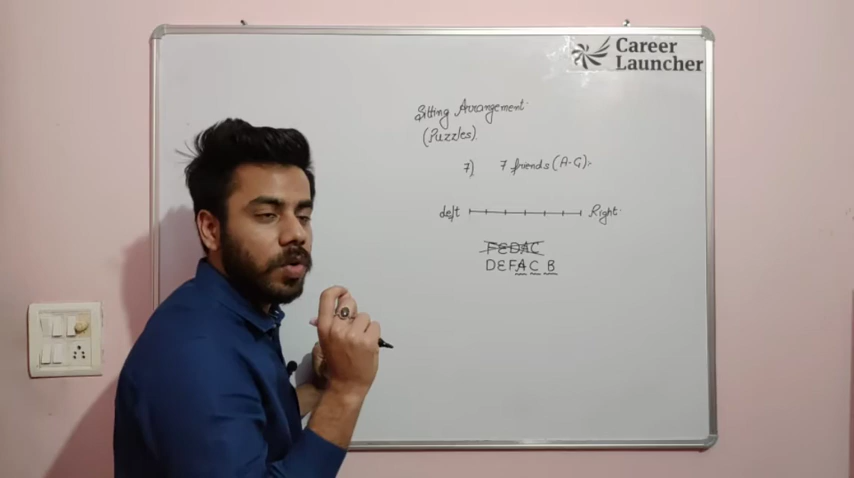 Career
Launcher
Sitting Arrangement
(Puzzles).
7) 7 friends (A-G).
left Right
FEDAC
DEFACB